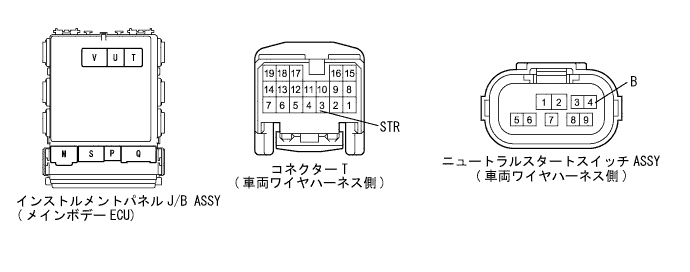 V U T
M S P Q
インストルメントパネル J/B ASSY
(メインボデー ECU)
19 18 17 16 15
14 13 12 11 10 9 8
7 6 5 4 3 2 1
STR
コネクター T
(車両ワイヤハーネス側)
B
1 2 3 4
5 6 7 8 9
ニュートラルスタートスイッチ ASSY
(車両ワイヤハーネス側)